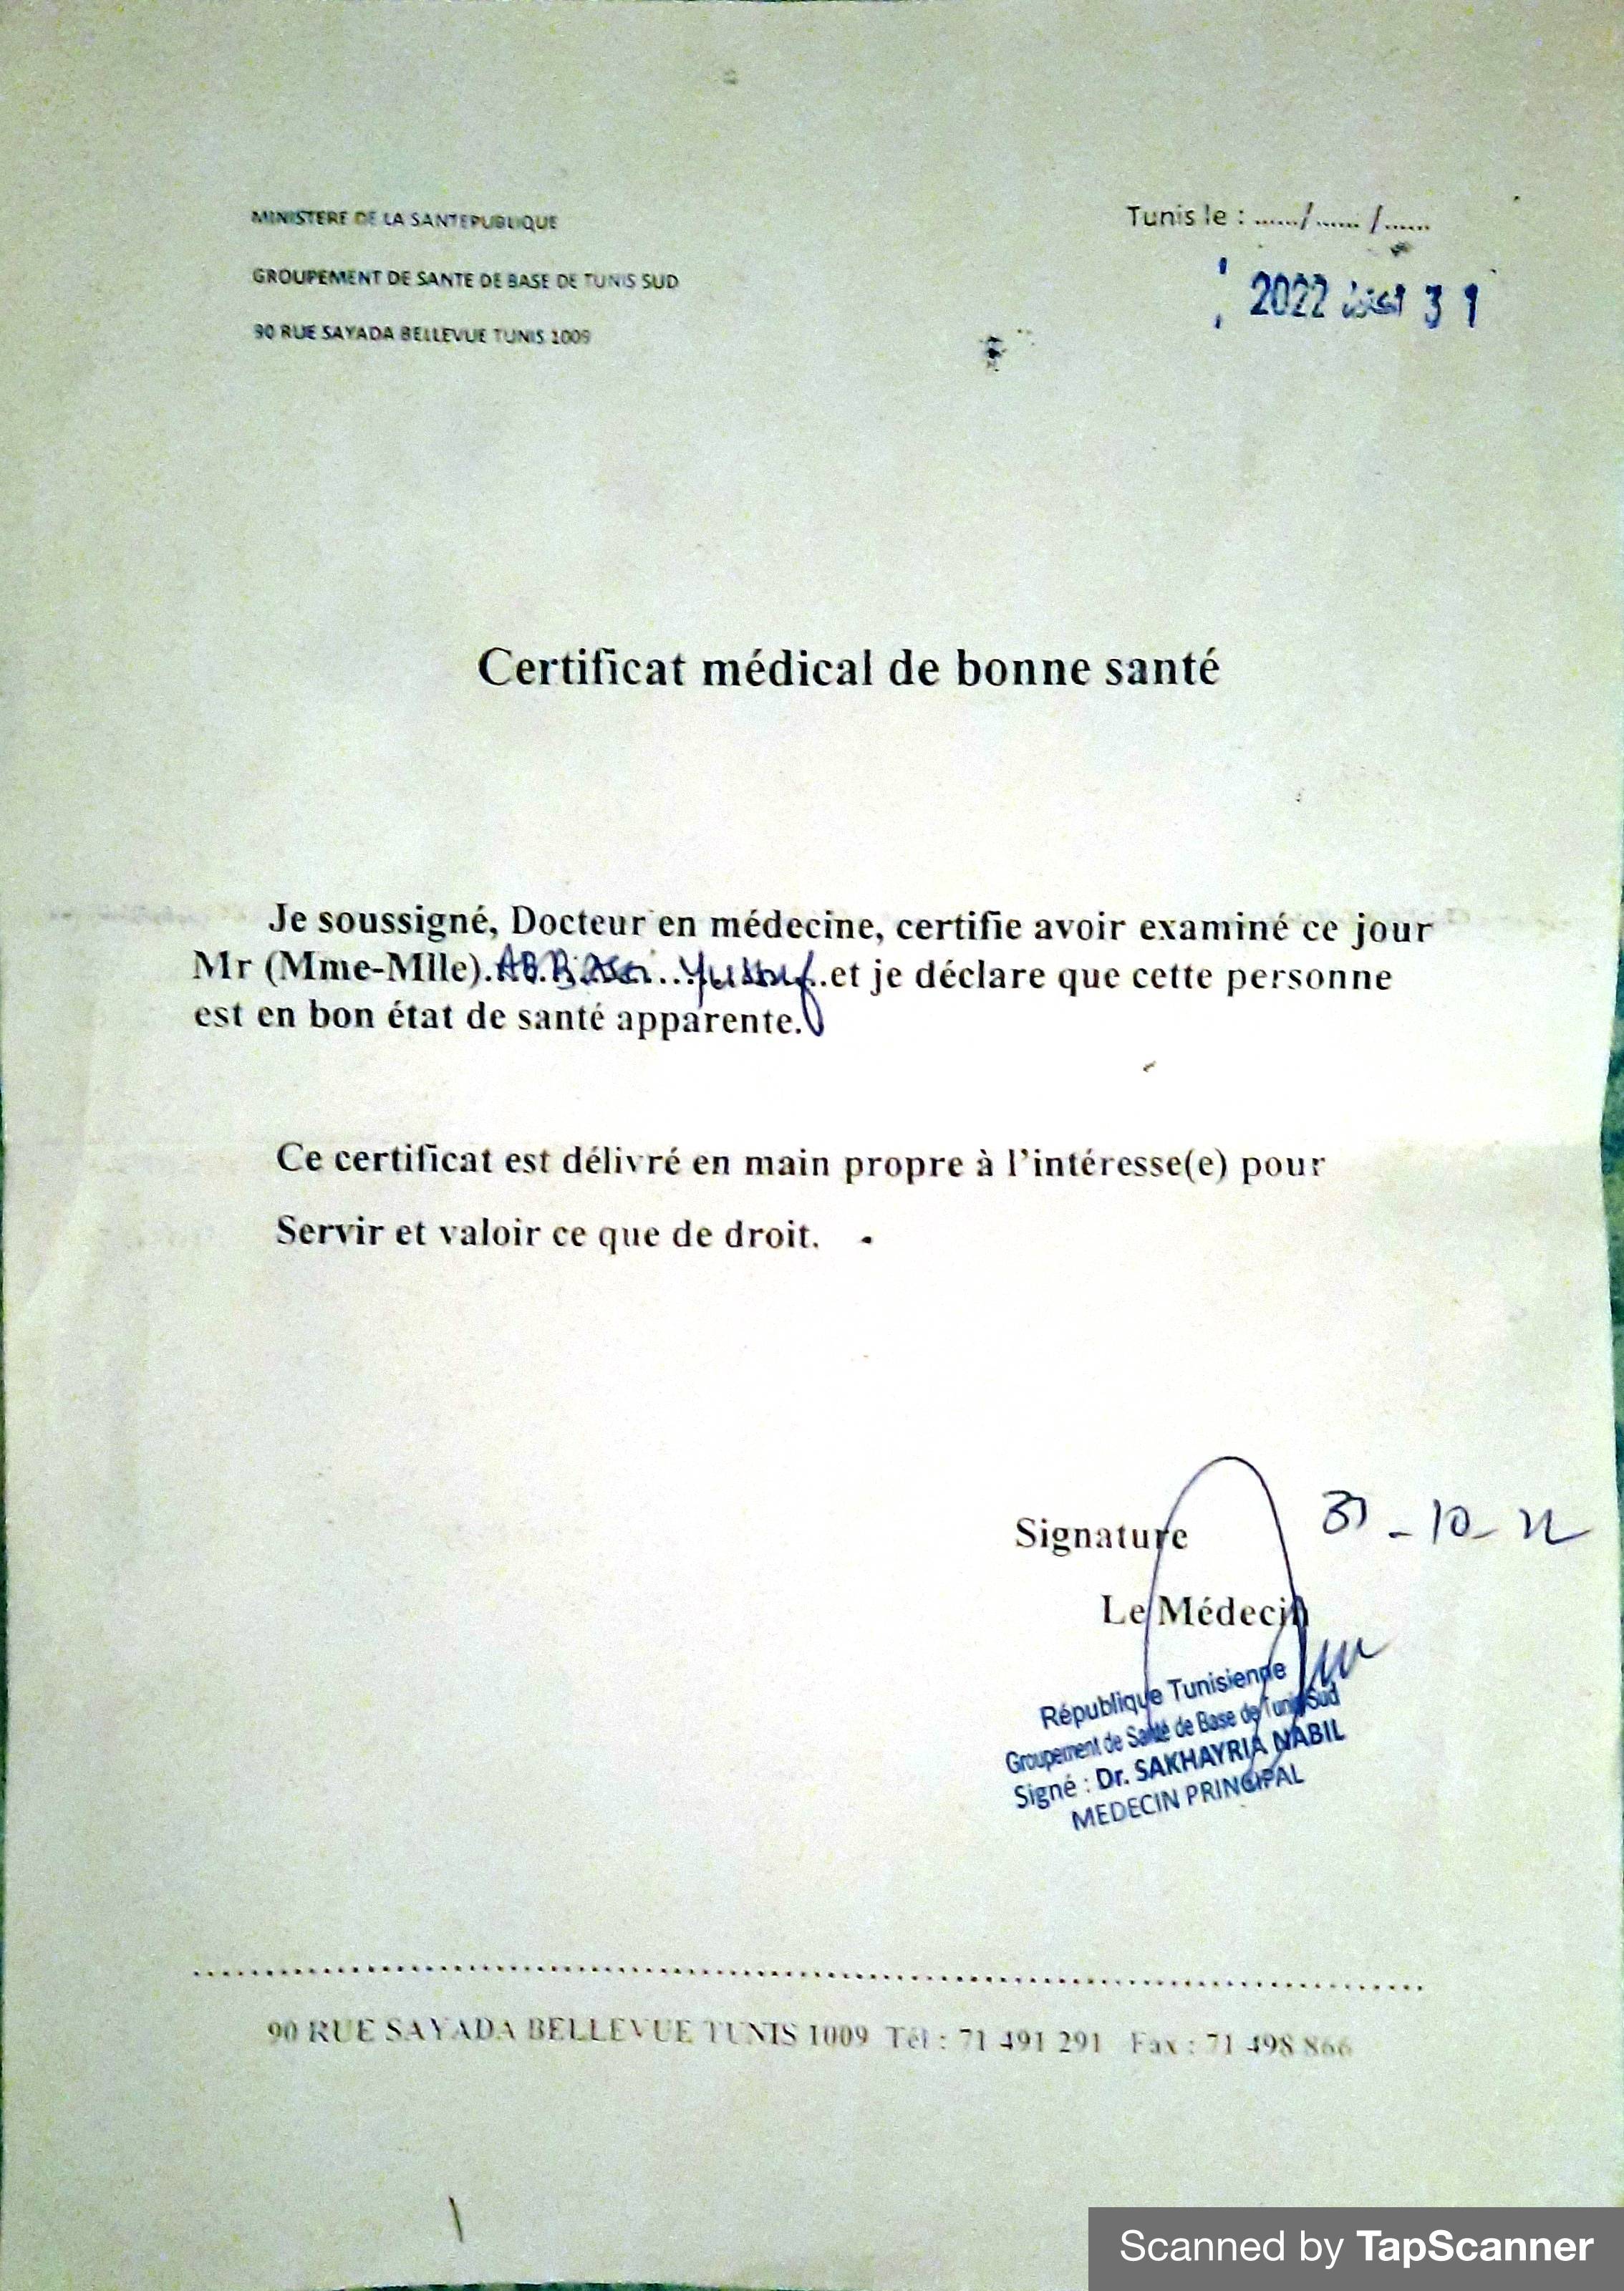 MINISTERE DE LA SANTEPUBLIQUE
GROUPEMENT DE SANTE DE BASE DE TUNIS SUD
90 RUE SAYADA BELLEVUE TUNIS 1009
Tunis le : ....../...... /......
2022 أكتوبر 31
Certificat médical de bonne santé
Je soussigné, Docteur en médecine, certifie avoir examiné ce jour
Mr (Mme-Mlle). et je déclare que cette personne
est en bon état de santé apparente.
Ce certificat est délivré en main propre à l'intéresse(e) pour
Servir et valoir ce que de droit.
31-10-22
Signature
Le Médecin
République Tunisienne
Groupement de Santé de Base de Tunis Sud
Signé : Dr. SAKHAYRIA NABIL
MEDECIN PRINCIPAL
90 RUE SAYADA BELLEVUE TUNIS 1009 Tél : 71 491 291 Fax : 71 498 866
Scanned by TapScanner